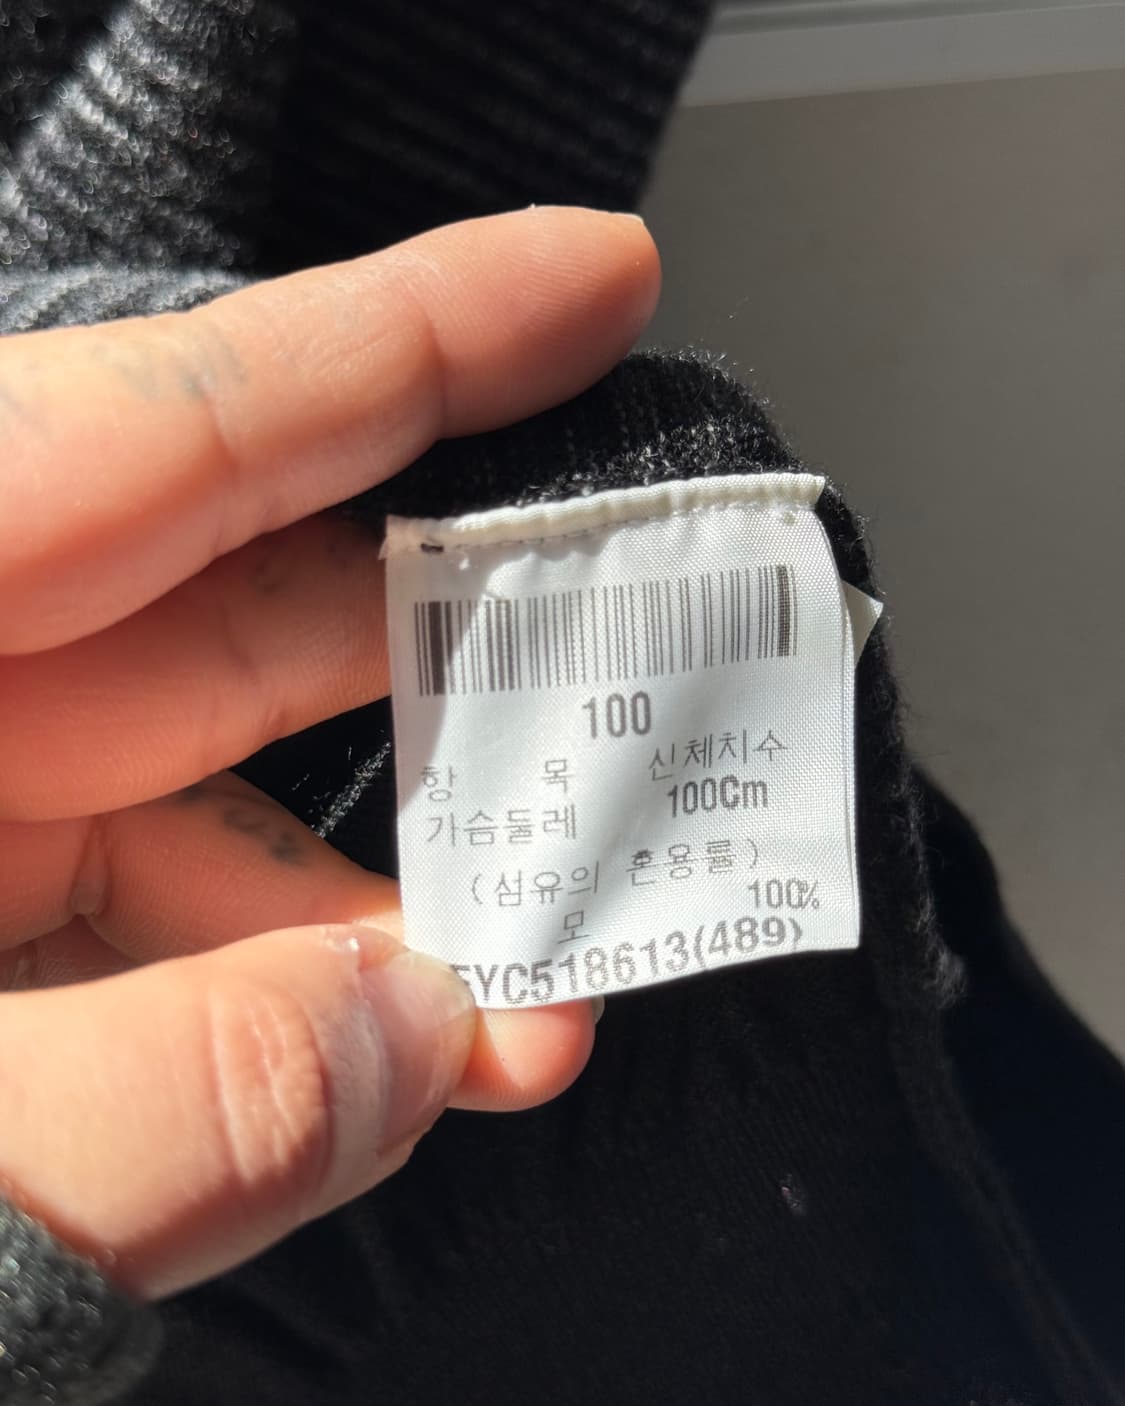 100
항 목 신체치수
가슴둘레 100Cm
(섬유의 혼용률)
모 100%
YC518613(489)